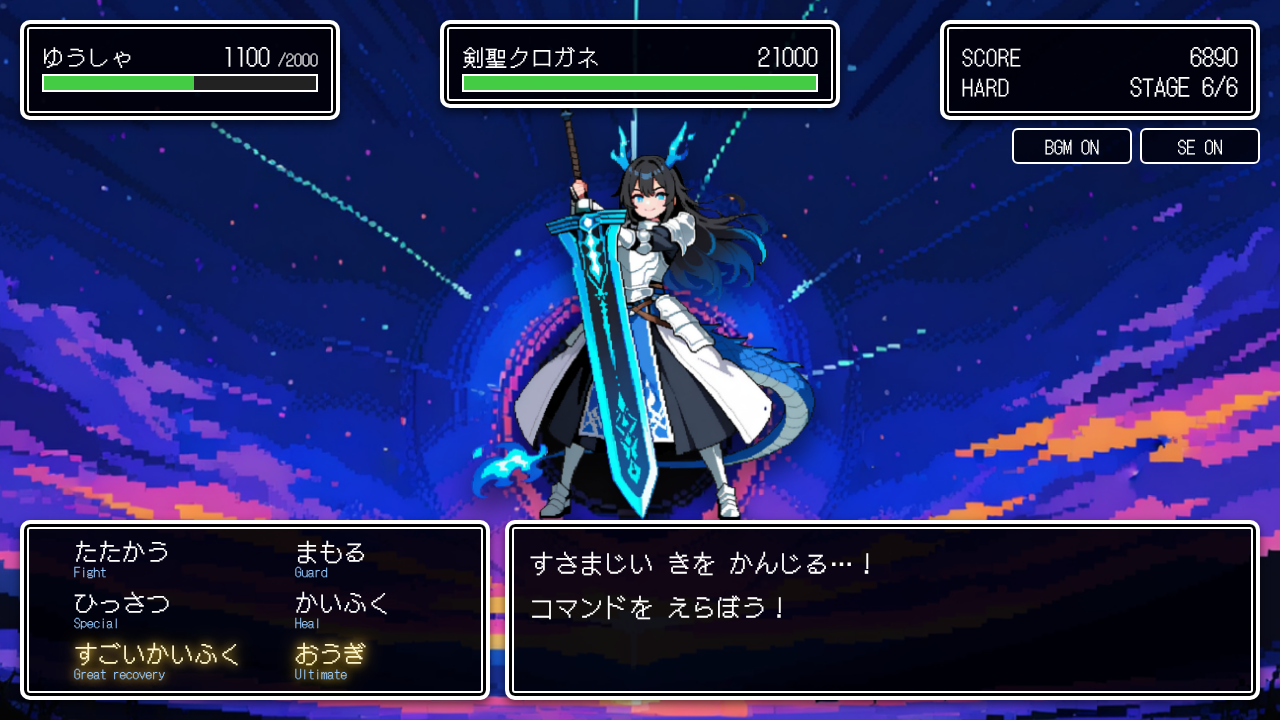 ゆうしゃ 1100 /2000
剣聖クロガネ 21000
SCORE 6890
HARD STAGE 6/6
BGM ON SE ON
たたかう まもる
Fight Guard
ひっさつ かいふく
Special Heal
すごいかいふく おうぎ
Great recovery Ultimate
すさまじい きを かんじる…！
コマンドを えらぼう！